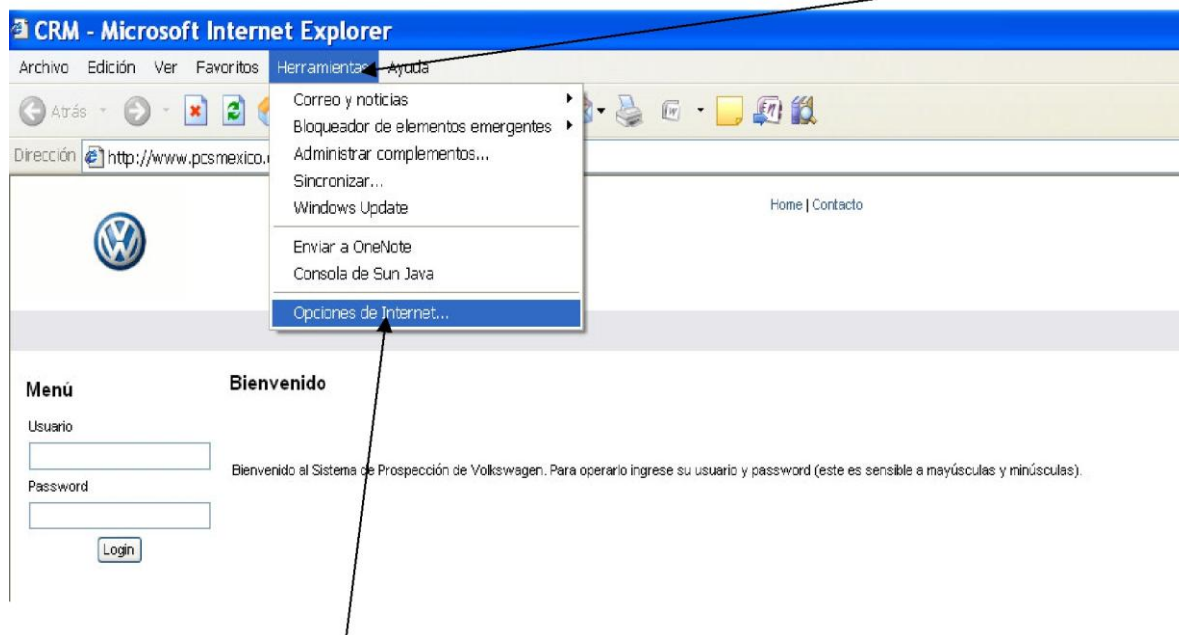 CRM - Microsoft Internet Explorer
Archivo Edición Ver Favoritos Herramientas Ayuda
Atrás
Correo y noticias
Bloqueador de elementos emergentes
Dirección http://www.pcsmexico.
Administrar complementos...
Sincronizar...
Windows Update
Home | Contacto
Enviar a OneNote
Consola de Sun Java
Opciones de Internet...
Menú
Bienvenido
Usuario
Bienvenido al Sistema de Prospección de Volkswagen. Para operarlo ingrese su usuario y password (este es sensible a mayúsculas y minúsculas).
Password
Login